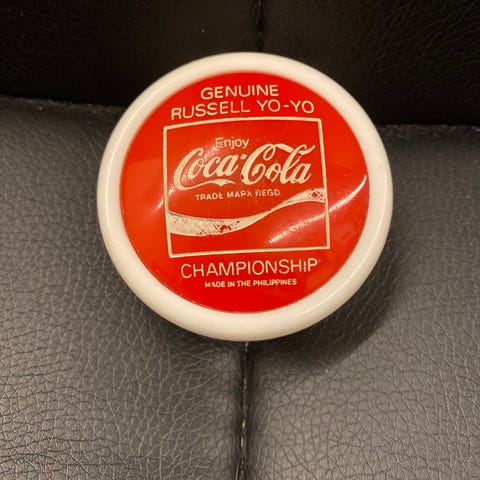 GENUINE
RUSSELL YO-YO
Enjoy
Coca-Cola
TRADE MARK REGD
CHAMPIONSHIP
MADE IN THE PHILIPPINES